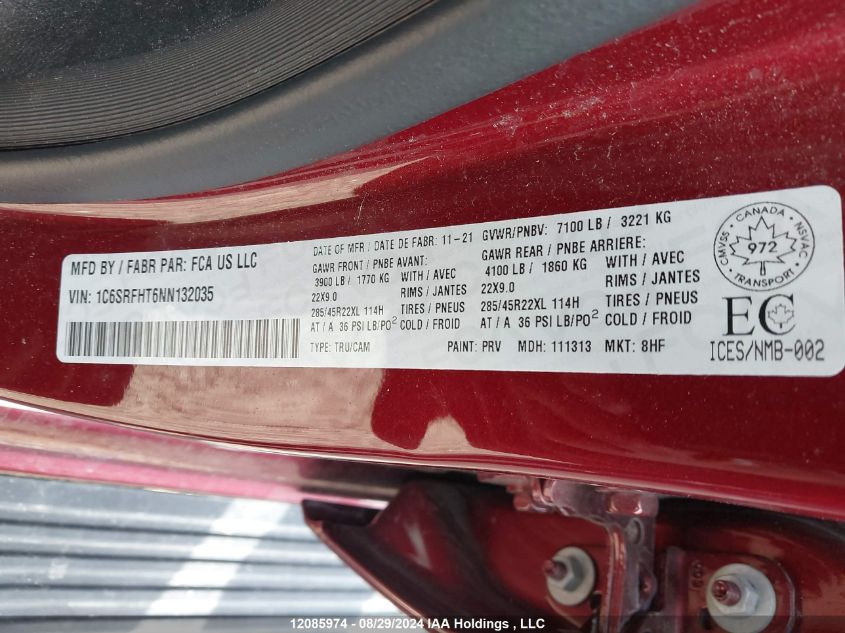 MFD BY / FABR PAR: FCA US LLC
VIN: 1C6SRFHT6NN132035
DATE OF MFR / DATE DE FABR: 11-21
GVWR/PNBV: 7100 LB / 3221 KG
GAWR FRONT / PNBE AVANT:
3900 LB / 1770 KG WITH / AVEC
22X9.0 RIMS / JANTES
285/45R22XL 114H TIRES / PNEUS
AT / A 36 PSI LB/PO² COLD / FROID
GAWR REAR / PNBE ARRIERE:
4100 LB / 1860 KG WITH / AVEC
22X9.0 RIMS / JANTES
285/45R22XL 114H TIRES / PNEUS
AT / A 36 PSI LB/PO² COLD / FROID
TYPE: TRU/CAM PAINT: PRV MDH: 111313 MKT: 8HF
CMVSS CANADA NSVAC
972
TRANSPORT
EC
ICES/NMB-002
12085974 - 08/29/2024 IAA Holdings , LLC